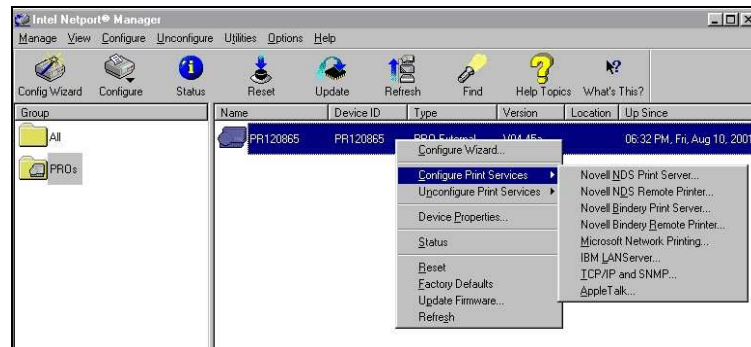 Intel Netport® Manager
Manage View Configure Unconfigure Utilities Options Help
Config Wizard Configure Status Reset Update Refresh Find Help Topics What's This?
Group Name Device ID Type Version Location Up Since
All PR120865 PR120865 PRO External V04.45a 06:32 PM, Fri, Aug 10, 2001
PROs
Configure Wizard...
Configure Print Services
Unconfigure Print Services
Device Properties...
Status
Reset
Factory Defaults
Update Firmware...
Refresh
Novell NDS Print Server...
Novell NDS Remote Printer...
Novell Bindery Print Server...
Novell Bindery Remote Printer...
Microsoft Network Printing...
IBM LANServer...
TCP/IP and SNMP...
AppleTalk...